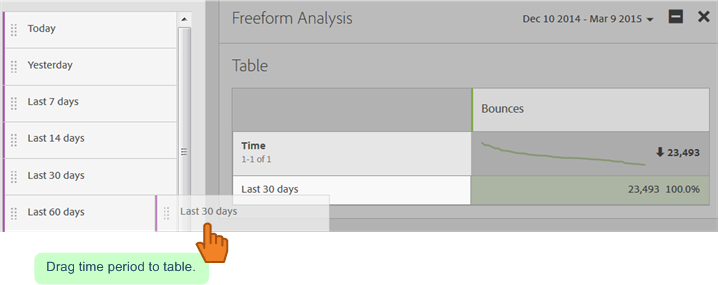 Today
Yesterday
Last 7 days
Last 14 days
Last 30 days
Last 60 days
Last 30 days
Freeform Analysis
Dec 10 2014 - Mar 9 2015
Table
Bounces
Time
1-1 of 1
23,493
Last 30 days
23,493 100.0%
Drag time period to table.